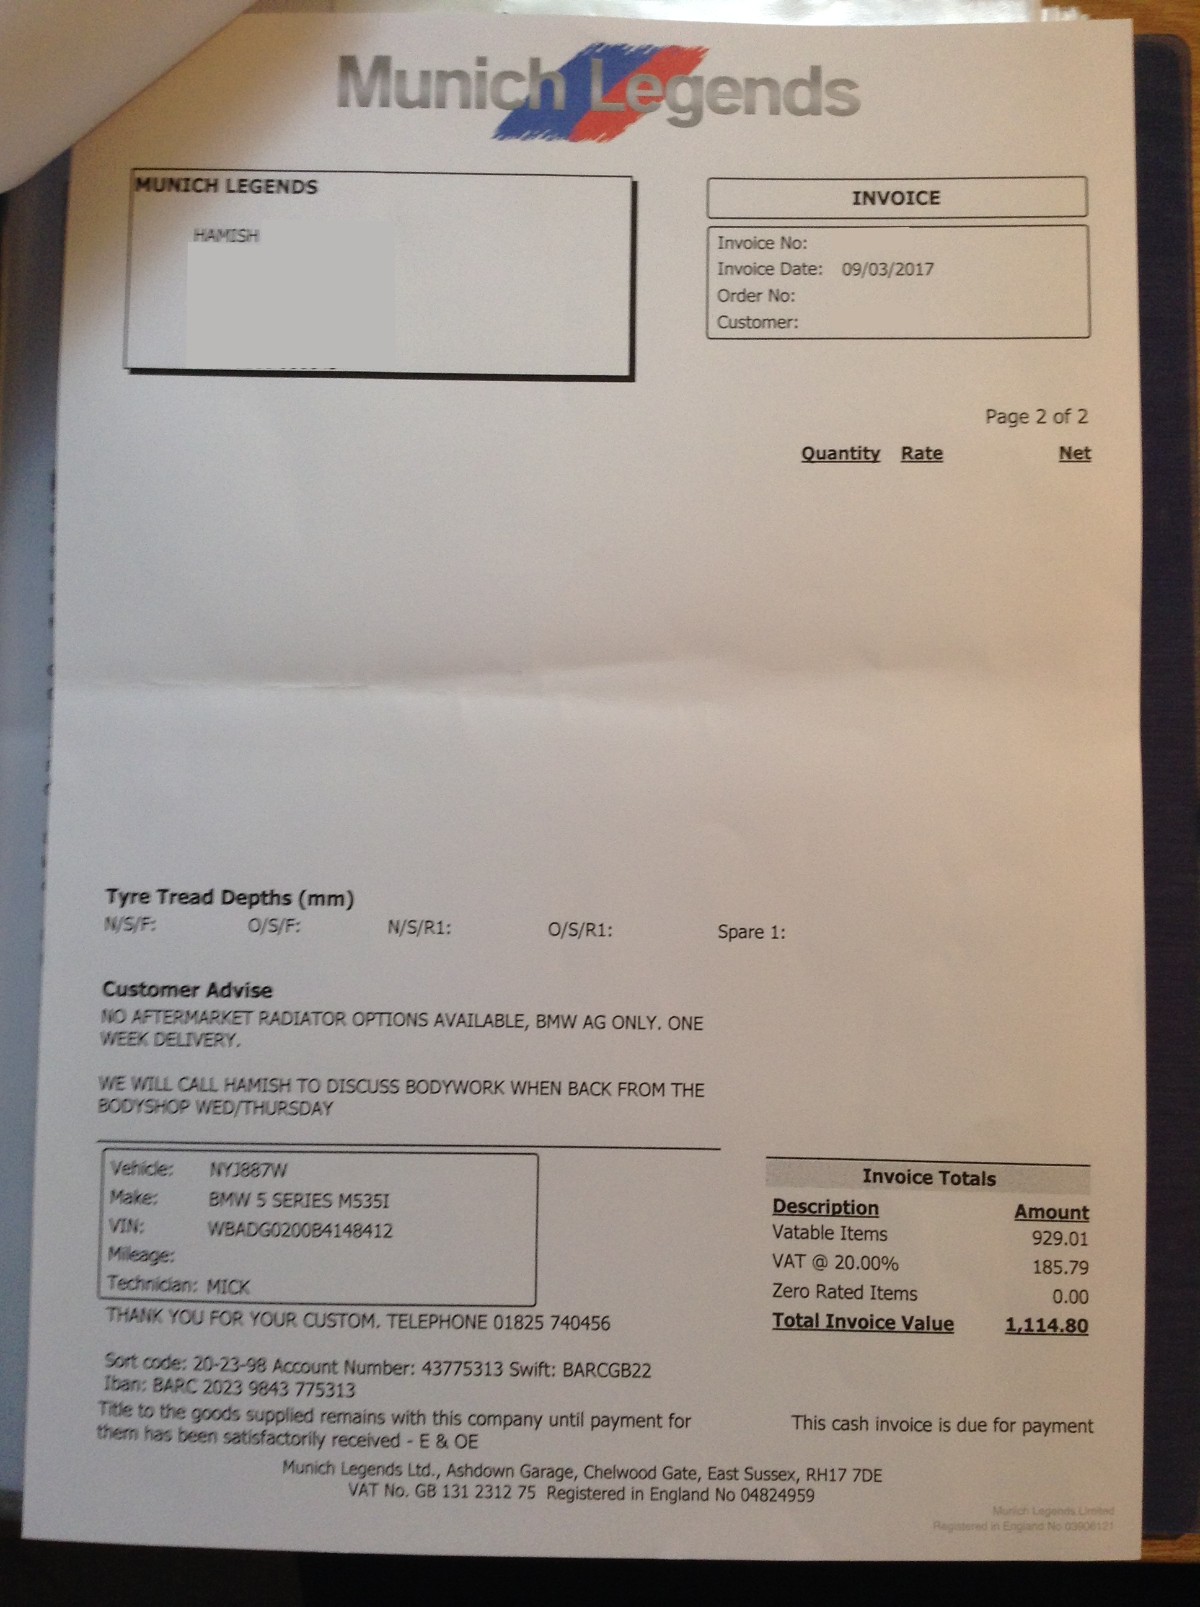 Munich Legends
MUNICH LEGENDS
HAMISH
INVOICE
Invoice No:
Invoice Date: 09/03/2017
Order No:
Customer:
Page 2 of 2
Quantity Rate Net
Tyre Tread Depths (mm)
N/S/F: O/S/F: N/S/R1: O/S/R1: Spare 1:
Customer Advise
NO AFTERMARKET RADIATOR OPTIONS AVAILABLE, BMW AG ONLY. ONE
WEEK DELIVERY.
WE WILL CALL HAMISH TO DISCUSS BODYWORK WHEN BACK FROM THE
BODYSHOP WED/THURSDAY
Vehicle: NYJ887W
Make: BMW 5 SERIES M535I
VIN: WBADG0200B4148412
Mileage:
Technician: MICK
Invoice Totals
Description Amount
Vatable Items 929.01
VAT @ 20.00% 185.79
Zero Rated Items 0.00
Total Invoice Value 1,114.80
THANK YOU FOR YOUR CUSTOM. TELEPHONE 01825 740456
Sort code: 20-23-98 Account Number: 43775313 Swift: BARCGB22
Iban: BARC 2023 9843 775313
Title to the goods supplied remains with this company until payment for
them has been satisfactorily received - E & OE
This cash invoice is due for payment
Munich Legends Ltd., Ashdown Garage, Chelwood Gate, East Sussex, RH17 7DE
VAT No. GB 131 2312 75 Registered in England No 04824959
Munich Legends Limited
Registered in England No 03906121